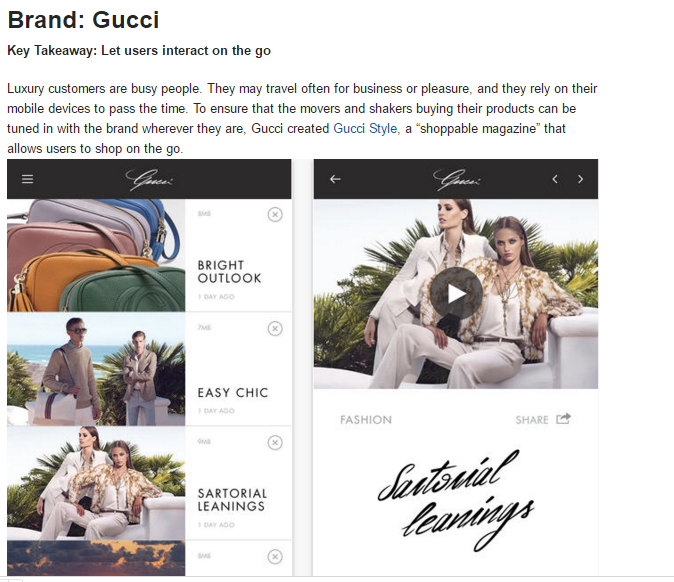 Brand: Gucci
Key Takeaway: Let users interact on the go
Luxury customers are busy people. They may travel often for business or pleasure, and they rely on their
mobile devices to pass the time. To ensure that the movers and shakers buying their products can be
tuned in with the brand wherever they are, Gucci created Gucci Style, a “shoppable magazine” that
allows users to shop on the go.
Gucci
8MB
BRIGHT
OUTLOOK
1 DAY AGO
7MB
EASY CHIC
1 DAY AGO
9MB
SARTORIAL
LEANINGS
1 DAY AGO
8MB
Gucci
FASHION
SHARE
Sartorial
leanings